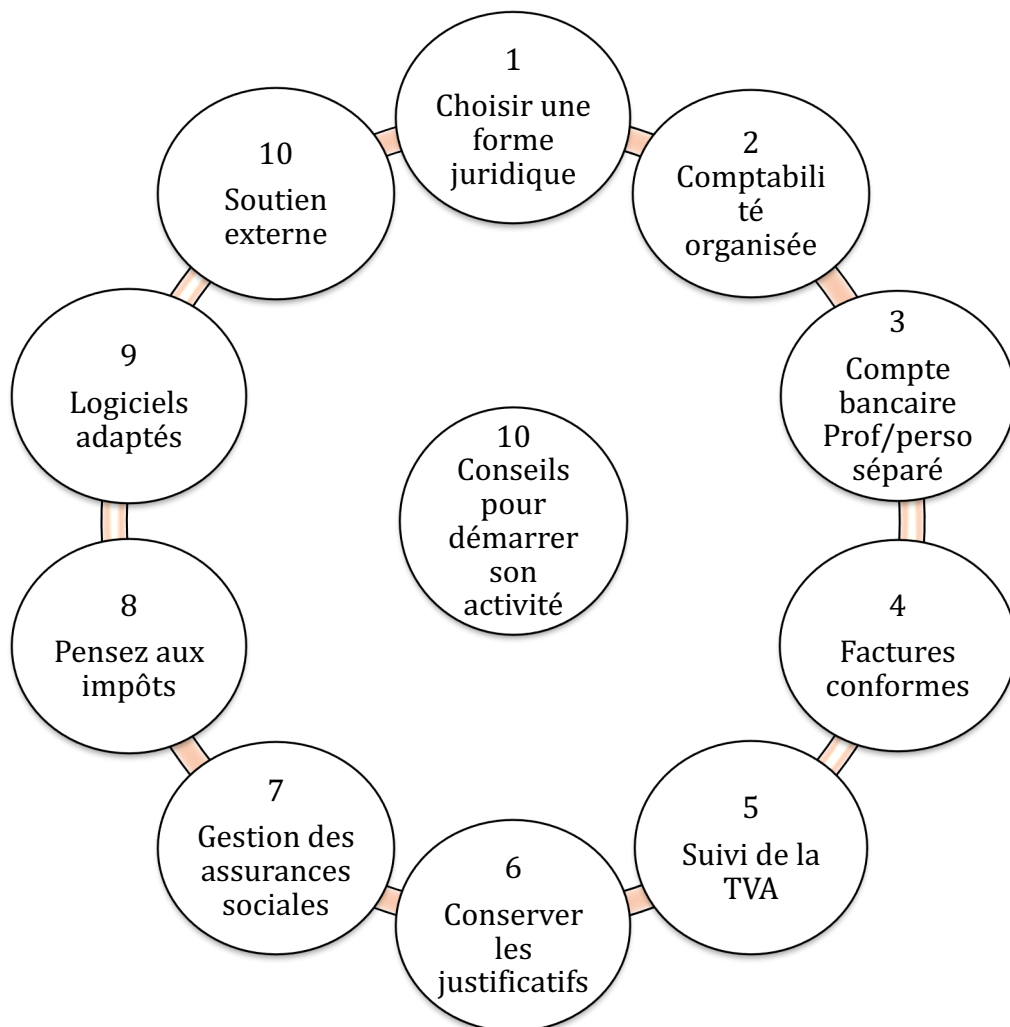 1
Choisir une
forme
juridique
2
Comptabili
té
organisée
3
Compte
bancaire
Prof/perso
séparé
4
Factures
conformes
5
Suivi de la
TVA
6
Conserver
les
justificatifs
7
Gestion des
assurances
sociales
8
Pensez aux
impôts
9
Logiciels
adaptés
10
Soutien
externe
10
Conseils
pour
démarrer
son
activité